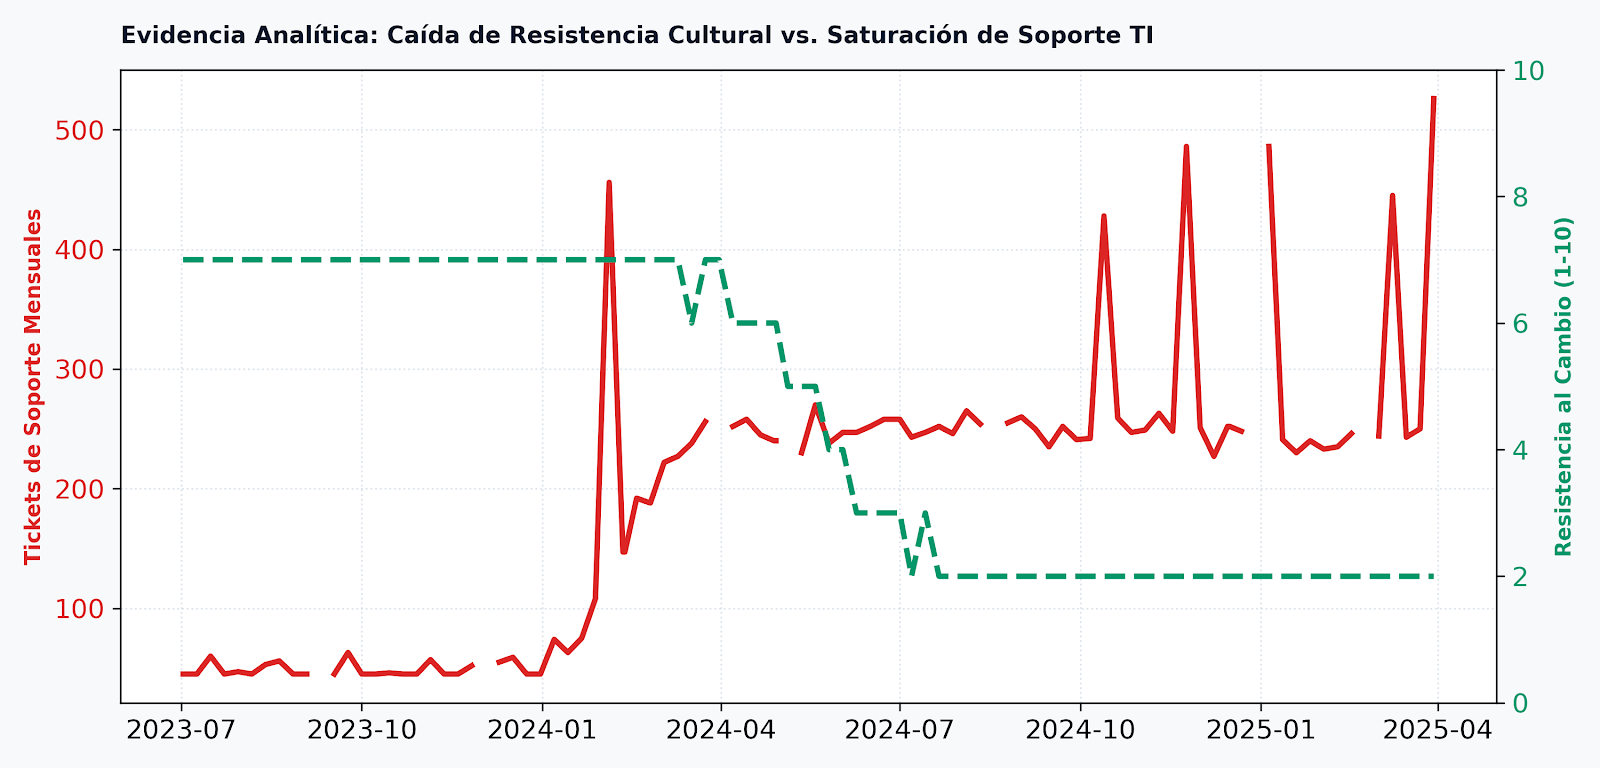 Evidencia Analítica: Caída de Resistencia Cultural vs. Saturación de Soporte TI
Tickets de Soporte Mensuales
500
400
300
200
100
10
8
6
4
2
0
Resistencia al Cambio (1-10)
2023-07 2023-10 2024-01 2024-04 2024-07 2024-10 2025-01 2025-04